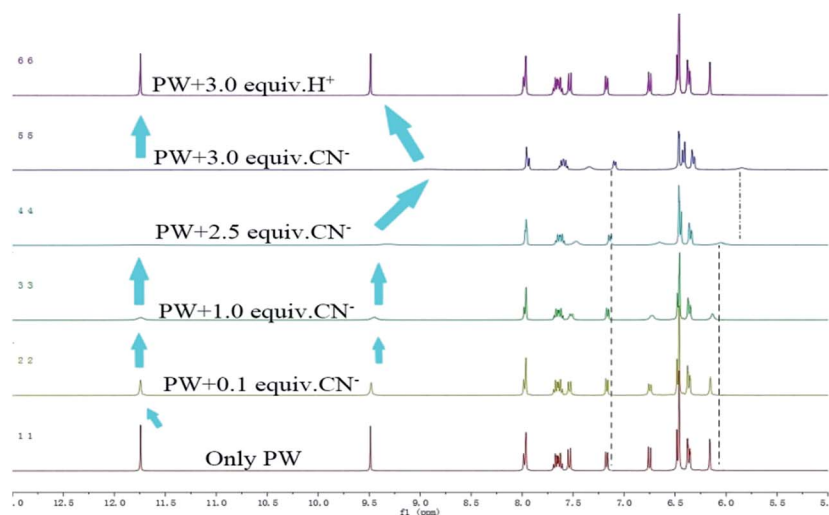 6 6
PW+3.0 equiv.H⁺
5 5
PW+3.0 equiv.CN⁻
4 4
PW+2.5 equiv.CN⁻
3 3
PW+1.0 equiv.CN⁻
2 2
PW+0.1 equiv.CN⁻
1 1
Only PW
.0 12.5 12.0 11.5 11.0 10.5 10.0 9.5 9.0 8.5 8.0 7.5 7.0 6.5 6.0 5.5 5.
f1 (ppm)